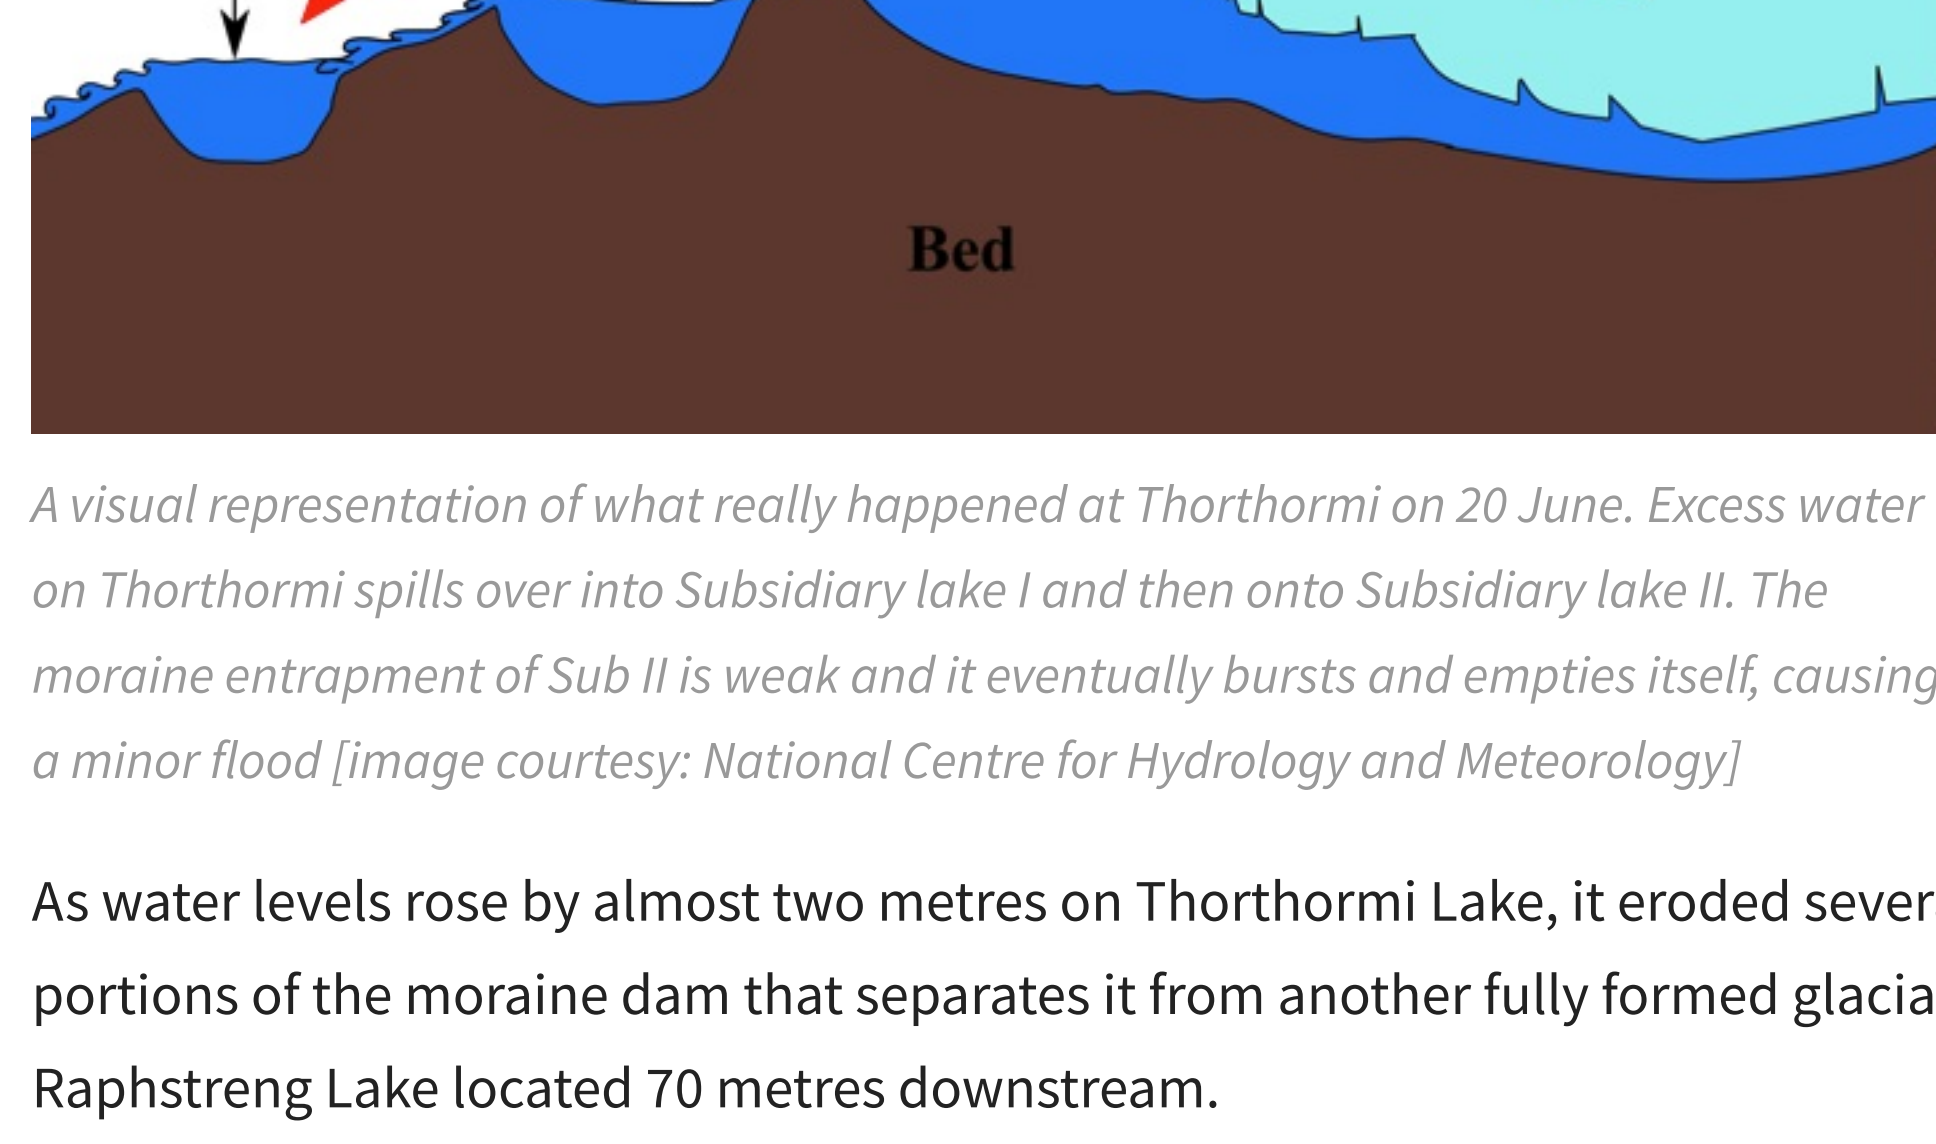 Bed
A visual representation of what really happened at Thorthormi on 20 June. Excess water
on Thorthormi spills over into Subsidiary lake I and then onto Subsidiary lake II. The
moraine entrapment of Sub II is weak and it eventually bursts and empties itself, causing
a minor flood [image courtesy: National Centre for Hydrology and Meteorology]
As water levels rose by almost two metres on Thorthormi Lake, it eroded
portions of the moraine dam that separates it from another fully formed
Raphstreng Lake located 70 metres downstream.